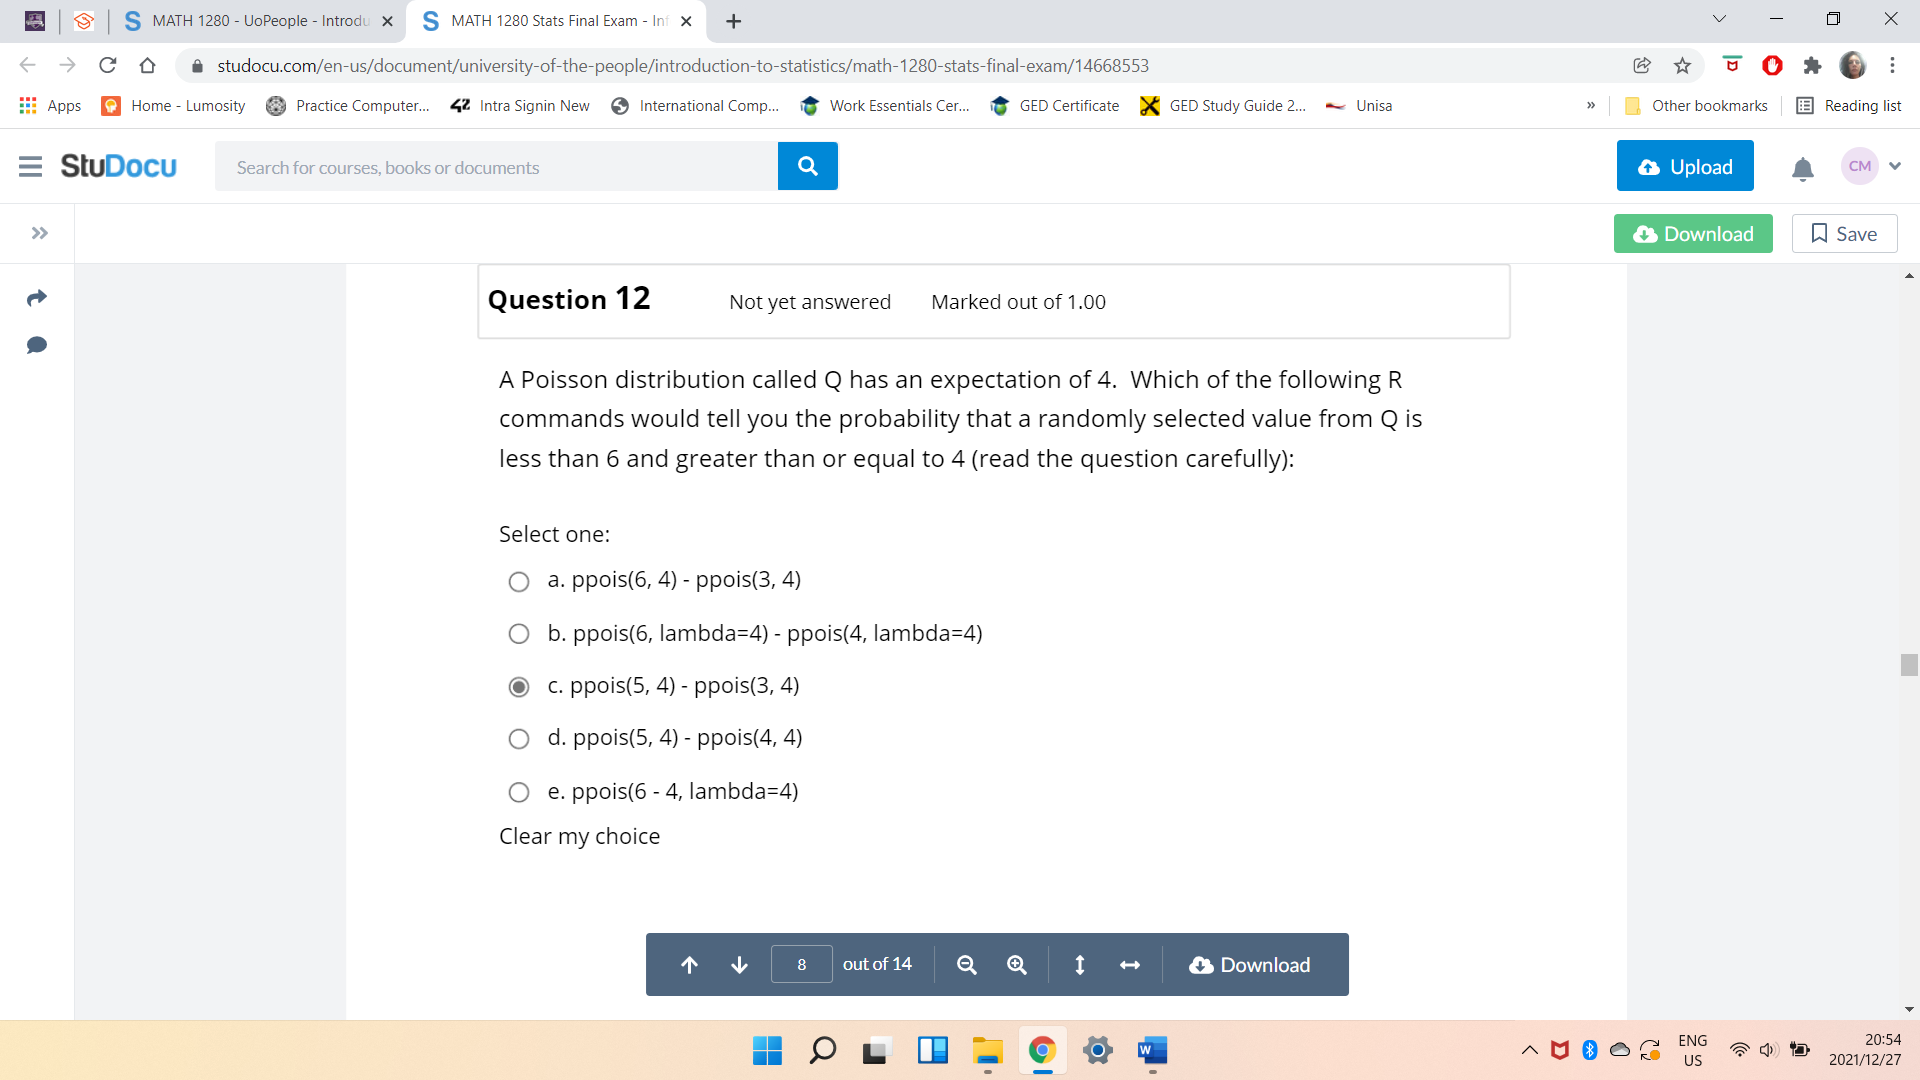 MATH 1280 - UoPeople - Introdu
MATH 1280 Stats Final Exam - Inf
studocu.com/en-us/document/university-of-the-people/introduction-to-statistics/math-1280-stats-final-exam/14668553
Apps
Home - Lumosity
Practice Computer...
Intra Signin New
International Comp...
Work Essentials Cer...
GED Certificate
GED Study Guide 2...
Unisa
»
Other bookmarks
Reading list
StuDocu
Search for courses, books or documents
Upload
CM
Download
Save
Question 12 Not yet answered Marked out of 1.00
A Poisson distribution called Q has an expectation of 4. Which of the following R
commands would tell you the probability that a randomly selected value from Q is
less than 6 and greater than or equal to 4 (read the question carefully):
Select one:
a. ppois(6, 4) - ppois(3, 4)
b. ppois(6, lambda=4) - ppois(4, lambda=4)
c. ppois(5, 4) - ppois(3, 4)
d. ppois(5, 4) - ppois(4, 4)
e. ppois(6 - 4, lambda=4)
Clear my choice
8 out of 14
Download
ENG
US
20:54
2021/12/27